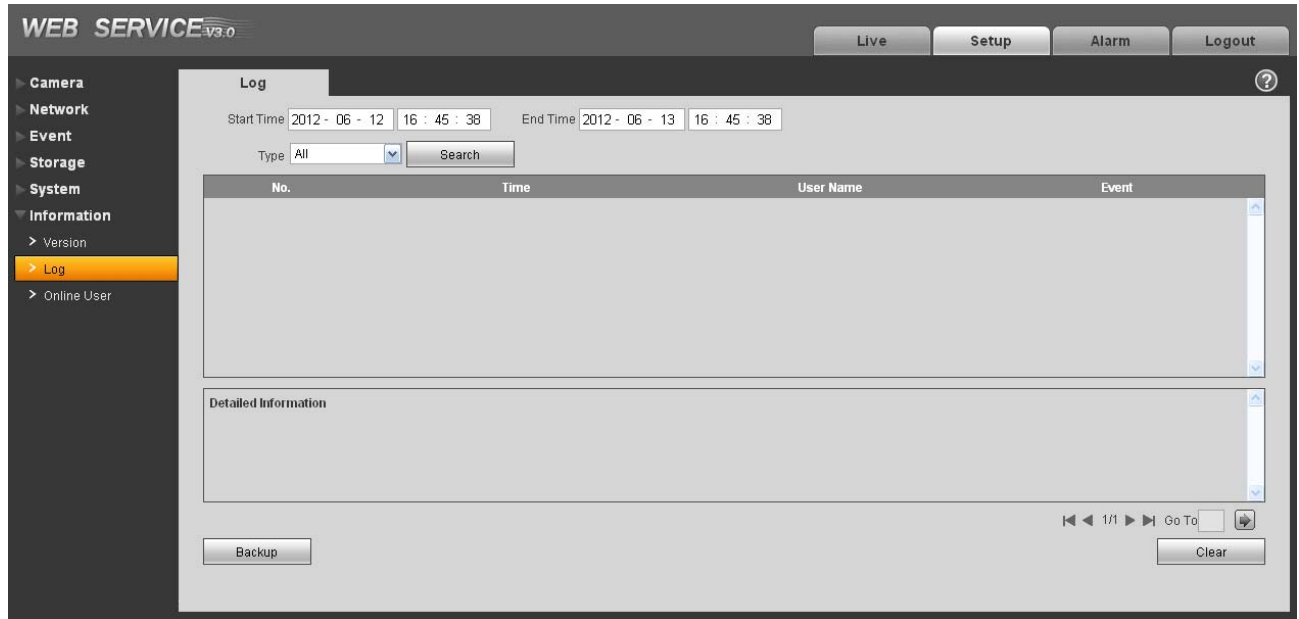 WEB SERVICE V3.0
Live Setup Alarm Logout
Camera
Network
Event
Storage
System
Information
> Version
> Log
> Online User
Log
?
Start Time 2012 - 06 - 12 16 : 45 : 38 End Time 2012 - 06 - 13 16 : 45 : 38
Type All Search
No. Time User Name Event
Detailed Information
1/1 Go To
Backup Clear